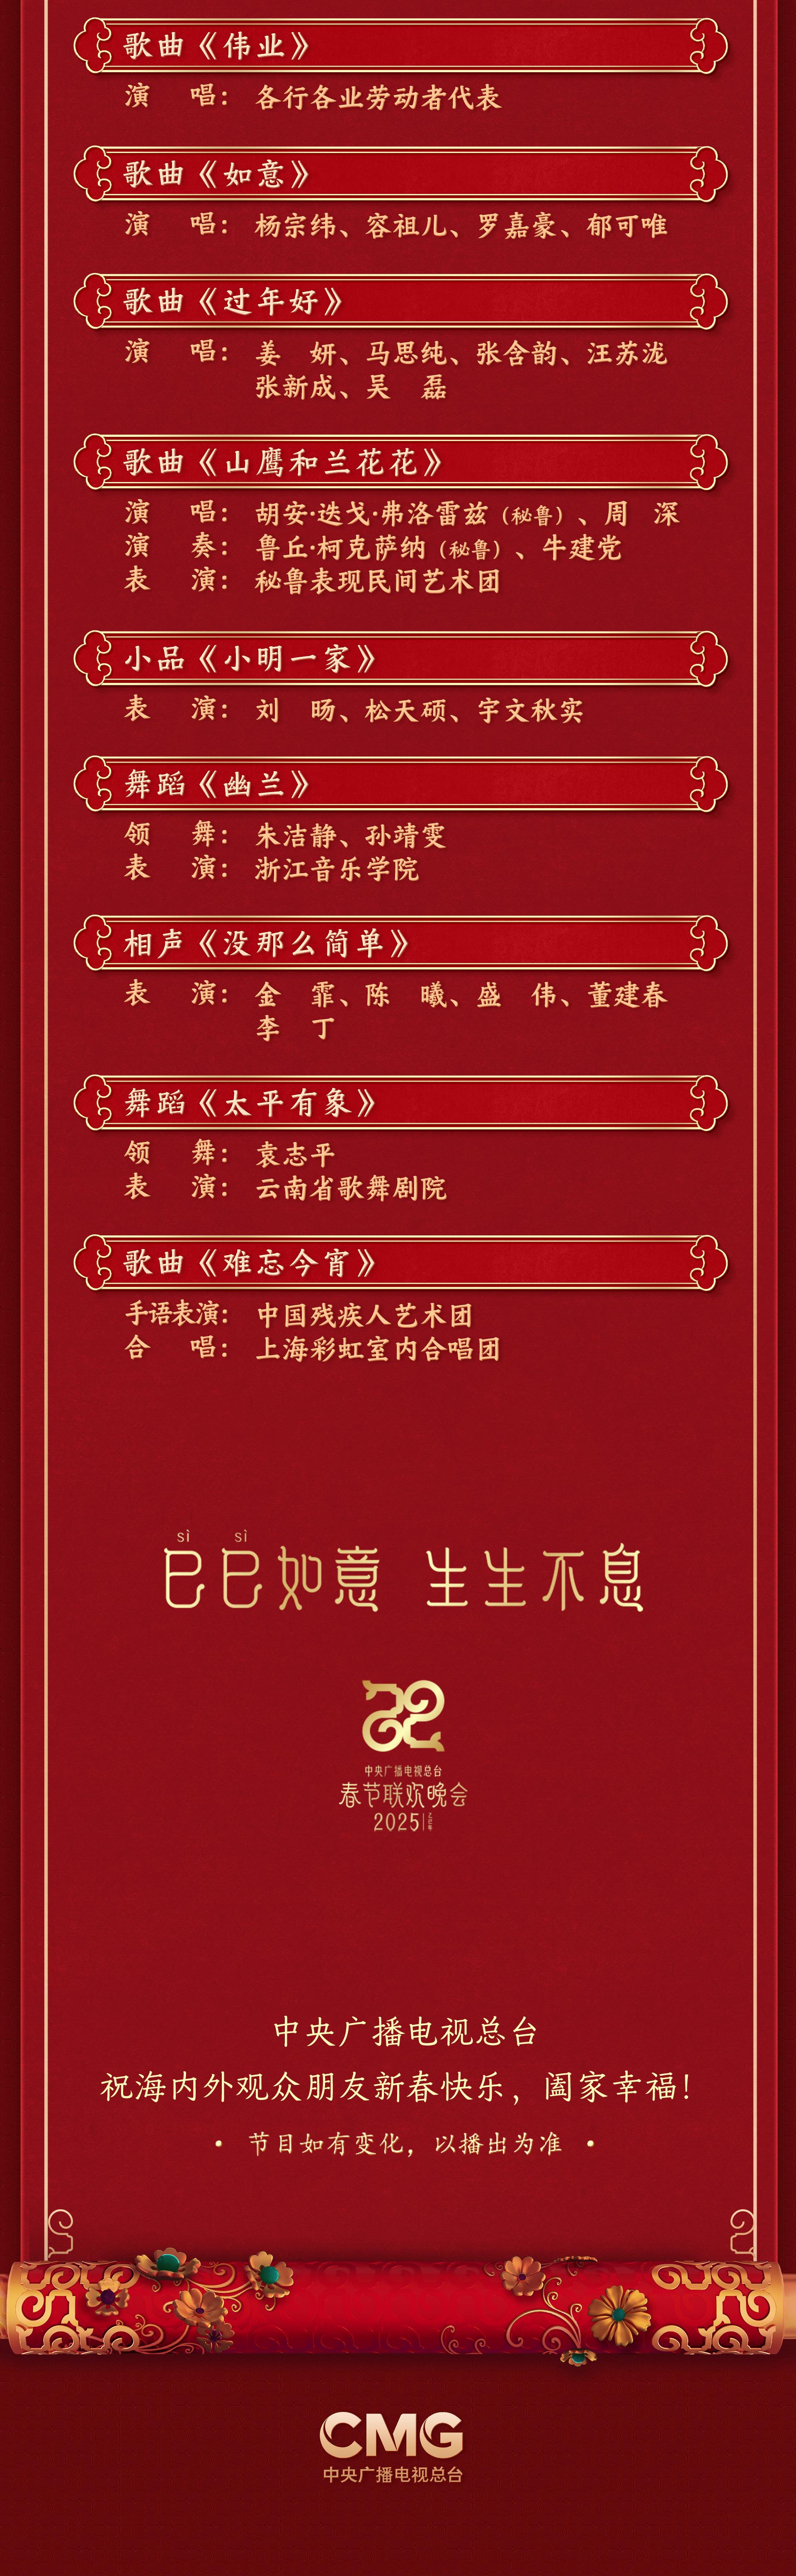 歌曲《伟业》
演 唱： 各行各业劳动者代表
歌曲《如意》
演 唱： 杨宗纬、容祖儿、罗嘉豪、郁可唯
歌曲《过年好》
演 唱： 姜 妍、马思纯、张含韵、汪苏泷
张新成、吴 磊
歌曲《山鹰和兰花花》
演 唱： 胡安·迭戈·弗洛雷兹（秘鲁）、周 深
演 奏： 鲁丘·柯克萨纳（秘鲁）、牛建党
表 演： 秘鲁表现民间艺术团
小品《小明一家》
表 演： 刘 旸、松天硕、宇文秋实
舞蹈《幽兰》
领 舞： 朱洁静、孙靖雯
表 演： 浙江音乐学院
相声《没那么简单》
表 演： 金 霏、陈 曦、盛 伟、董建春
李 丁
舞蹈《太平有象》
领 舞： 袁志平
表 演： 云南省歌舞剧院
歌曲《难忘今宵》
手语表演： 中国残疾人艺术团
合 唱： 上海彩虹室内合唱团
sì sì
巳巳如意 生生不息
中央广播电视总台
春节联欢晚会
2025 乙巳年
中央广播电视总台
祝海内外观众朋友新春快乐，阖家幸福！
· 节目如有变化，以播出为准 ·
CMG
中央广播电视总台